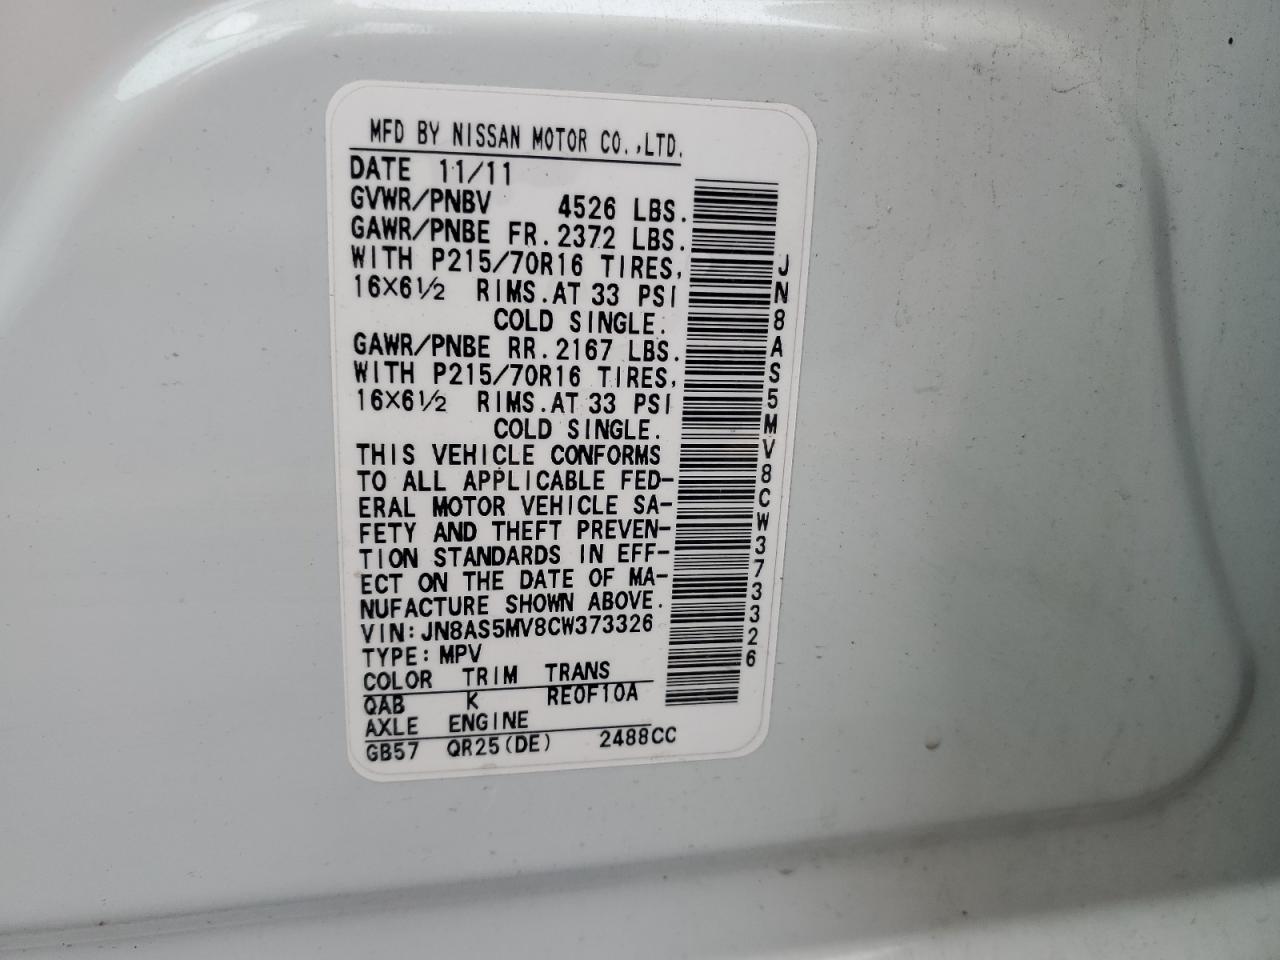 MFD BY NISSAN MOTOR CO.,LTD.
DATE 11/11
GVWR/PNBV 4526 LBS.
GAWR/PNBE FR. 2372 LBS.
WITH P215/70R16 TIRES,
16X6½ RIMS.AT 33 PSI
COLD SINGLE.
GAWR/PNBE RR. 2167 LBS.
WITH P215/70R16 TIRES,
16X6½ RIMS.AT 33 PSI
COLD SINGLE.
THIS VEHICLE CONFORMS
TO ALL APPLICABLE FED-
ERAL MOTOR VEHICLE SA-
FETY AND THEFT PREVEN-
TION STANDARDS IN EFF-
ECT ON THE DATE OF MA-
NUFACTURE SHOWN ABOVE.
VIN: JN8AS5MV8CW373326
TYPE: MPV
COLOR TRIM TRANS
QAB K RE0F10A
AXLE ENGINE
GB57 QR25(DE) 2488CC
JN8AS5MV8CW373326